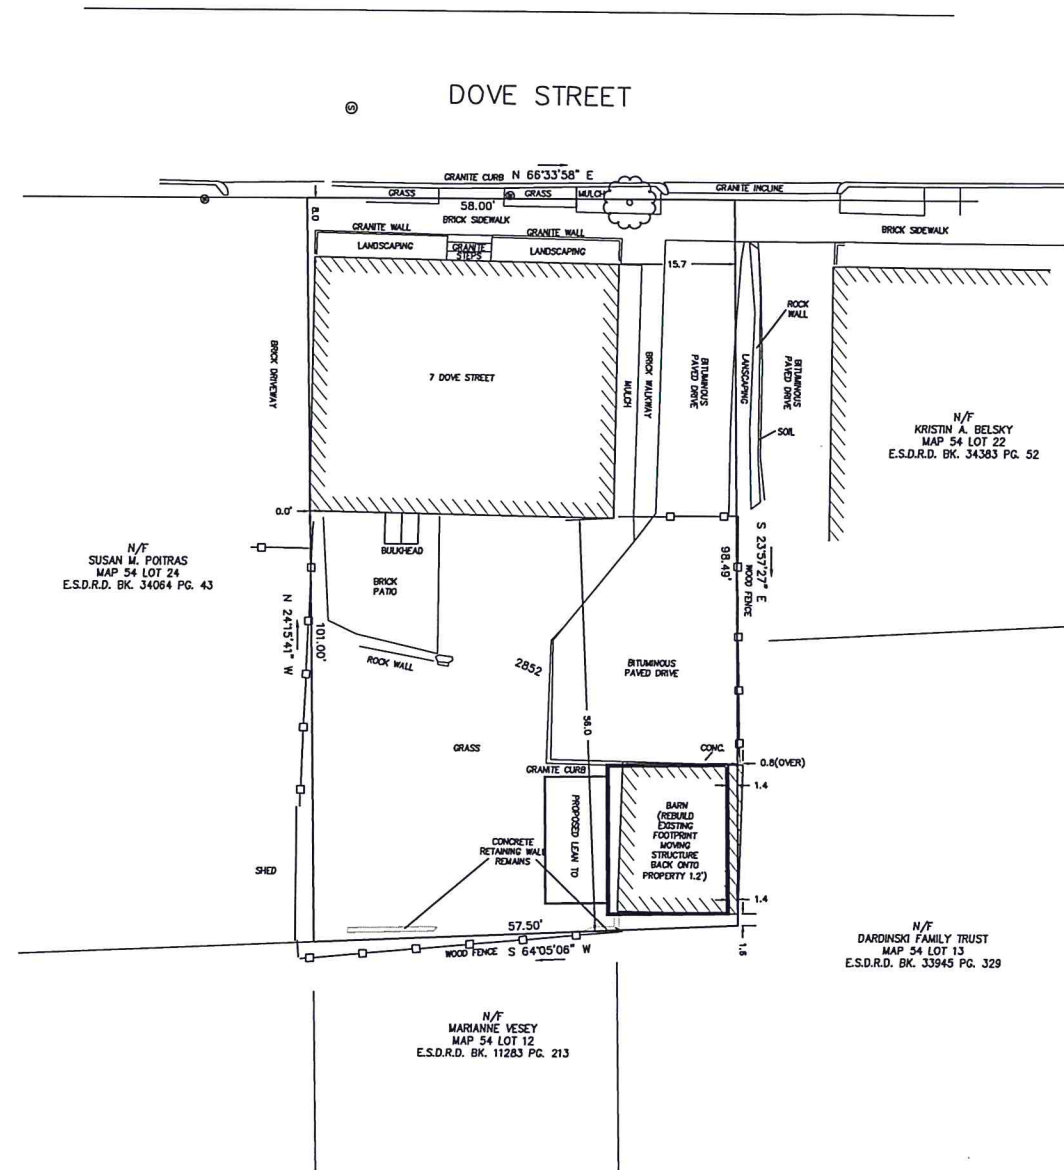 DOVE STREET
S
GRANITE CURB N 66°33'58" E
GRASS
GRASS
MULCH
GRANITE INCLINE
58.00'
8.0
BRICK SIDEWALK
BRICK SIDEWALK
GRANITE WALL
GRANITE WALL
LANDSCAPING
GRANITE
STEPS
LANDSCAPING
15.7
ROCK
WALL
BRICK DRIVEWAY
7 DOVE STREET
MULCH
BRICK WALKWAY
BITUMINOUS
PAVED DRIVE
LANSCAPING
BITUMINOUS
PAVED DRIVE
SOIL
N/F
KRISTIN A. BELSKY
MAP 54 LOT 22
E.S.D.R.D. BK. 34383 PG. 52
0.0'
N/F
SUSAN M. POITRAS
MAP 54 LOT 24
E.S.D.R.D. BK. 34064 PG. 43
BULKHEAD
BRICK
PATIO
S 23°57'27" E
98.49'
WOOD FENCE
N 24°15'41" W
101.00'
ROCK WALL
2852
BITUMINOUS
PAVED DRIVE
56.0
GRASS
CONC.
0.8(OVER)
GRANITE CURB
1.4
PROPOSED LEAN TO
BARN
(REBUILD
EXISTING
FOOTPRINT
MOVING
STRUCTURE
BACK ONTO
PROPERTY 1.2')
CONCRETE
RETAINING WALL
REMAINS
SHED
1.4
57.50'
WOOD FENCE S 64°05'06" W
1.6
N/F
DARDINSKI FAMILY TRUST
MAP 54 LOT 13
E.S.D.R.D. BK. 33945 PG. 329
N/F
MARIANNE VESEY
MAP 54 LOT 12
E.S.D.R.D. BK. 11283 PG. 213